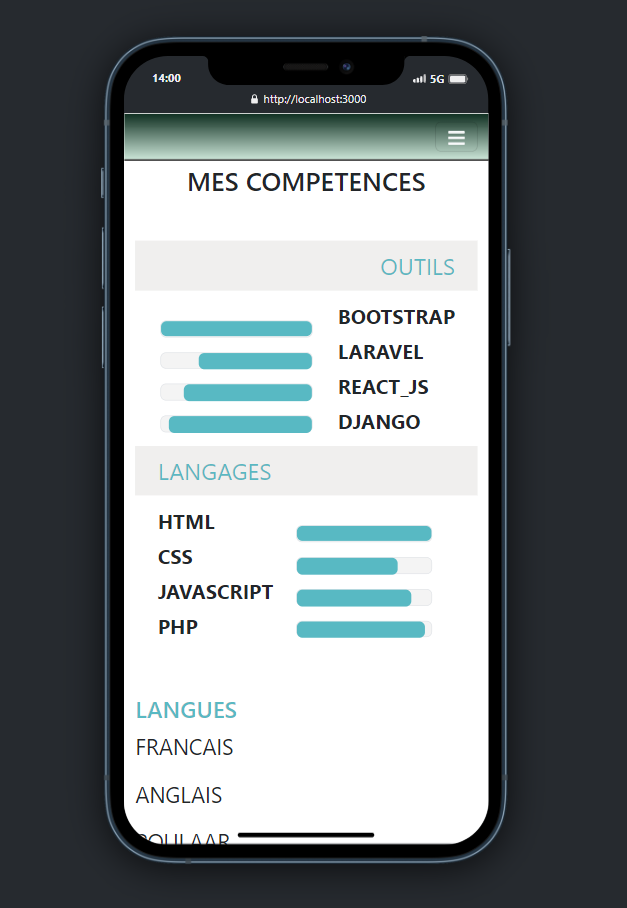 14:00
5G
http://localhost:3000
MES COMPETENCES
OUTILS
BOOTSTRAP
LARAVEL
REACT_JS
DJANGO
LANGAGES
HTML
CSS
JAVASCRIPT
PHP
LANGUES
FRANCAIS
ANGLAIS
POULAAR